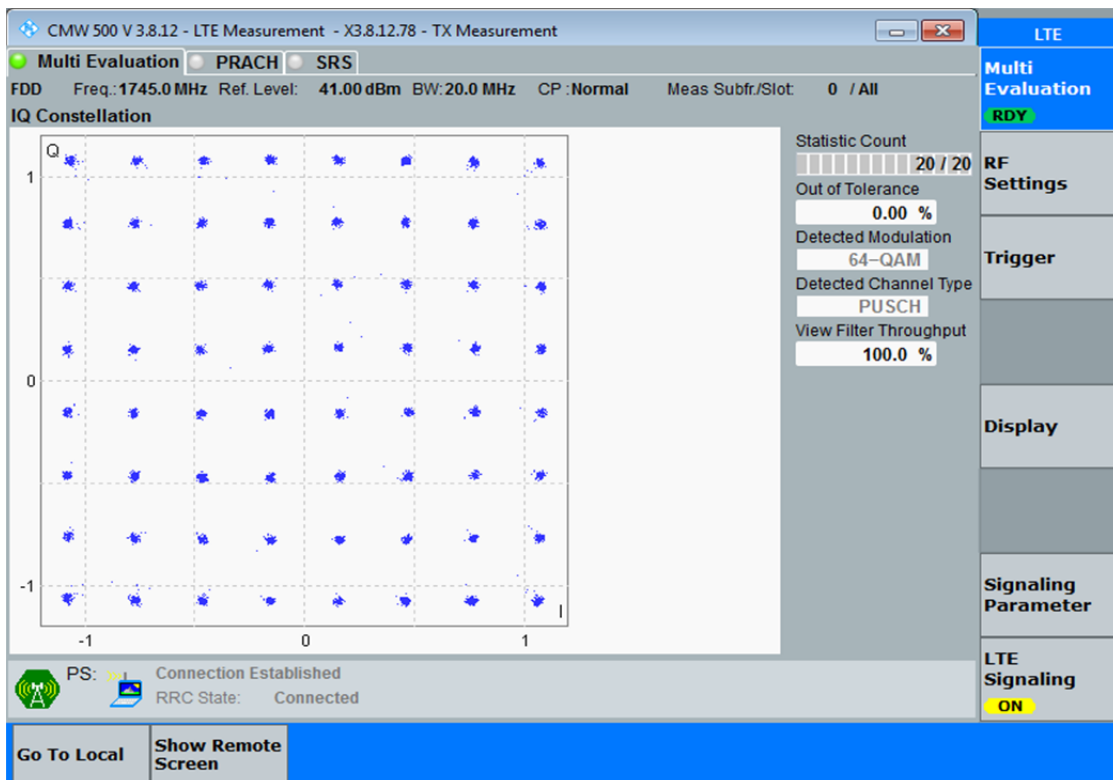 CMW 500 V 3.8.12 - LTE Measurement - X3.8.12.78 - TX Measurement
Multi Evaluation PRACH SRS
FDD Freq.: 1745.0 MHz Ref. Level: 41.00 dBm BW: 20.0 MHz CP : Normal Meas Subfr./Slot: 0 / All
IQ Constellation
Q
1
0
-1
-1 0 1
I
Statistic Count
20 / 20
Out of Tolerance
0.00 %
Detected Modulation
64-QAM
Detected Channel Type
PUSCH
View Filter Throughput
100.0 %
PS: Connection Established
RRC State: Connected
LTE
Multi
Evaluation
RDY
RF
Settings
Trigger
Display
Signaling
Parameter
LTE
Signaling
ON
Go To Local
Show Remote
Screen